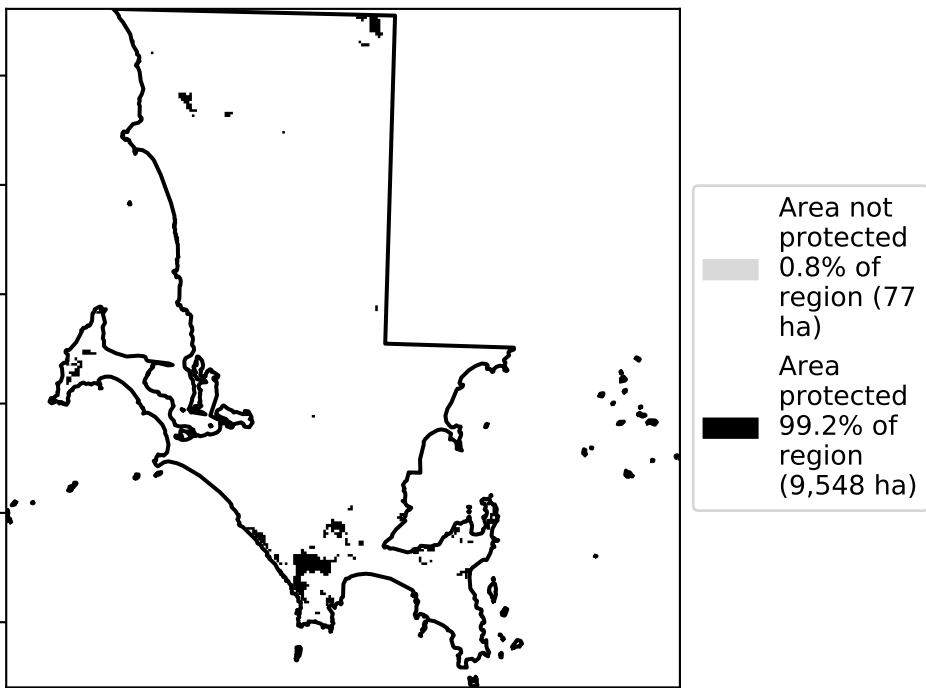 Area not
protected
0.8% of
region (77
ha)
Area
protected
99.2% of
region
(9,548 ha)